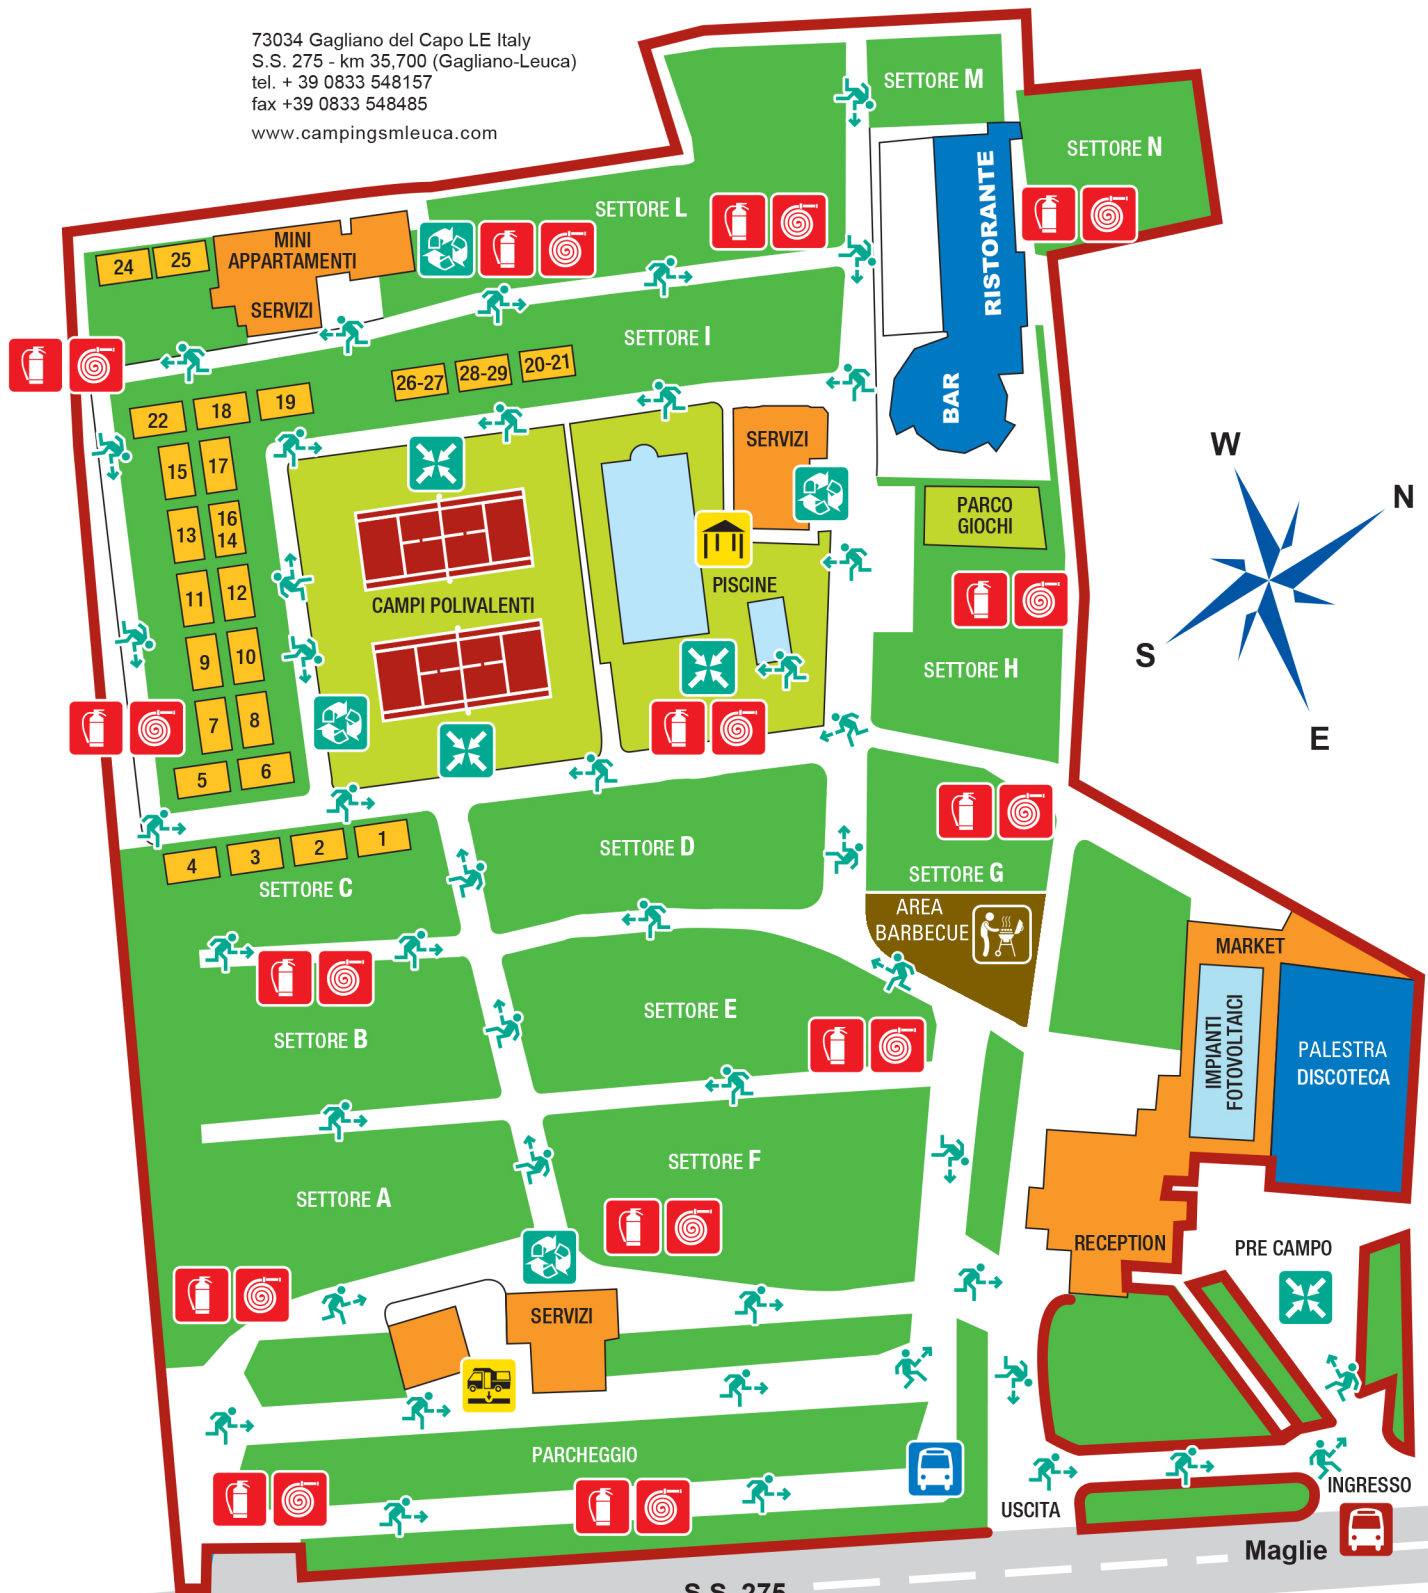 73034 Gagliano del Capo LE Italy
S.S. 275 - km 35,700 (Gagliano-Leuca)
tel. + 39 0833 548157
fax +39 0833 548485
www.campingsmleuca.com
SETTORE M
SETTORE N
RISTORANTE
BAR
SETTORE L
MINI
APPARTAMENTI
SERVIZI
24
25
SETTORE I
26-27
28-29
20-21
22
18
19
15
17
13
16
14
11
12
9
10
7
8
5
6
SERVIZI
PISCINE
CAMPI POLIVALENTI
PARCO
GIOCHI
SETTORE H
W
N
S
E
4
3
2
1
SETTORE C
SETTORE D
SETTORE G
AREA
BARBECUE
MARKET
IMPIANTI
FOTOVOLTAICI
PALESTRA
DISCOTECA
SETTORE B
SETTORE E
SETTORE A
SETTORE F
RECEPTION
PRE CAMPO
SERVIZI
PARCHEGGIO
USCITA
INGRESSO
Maglie
S.S. 275